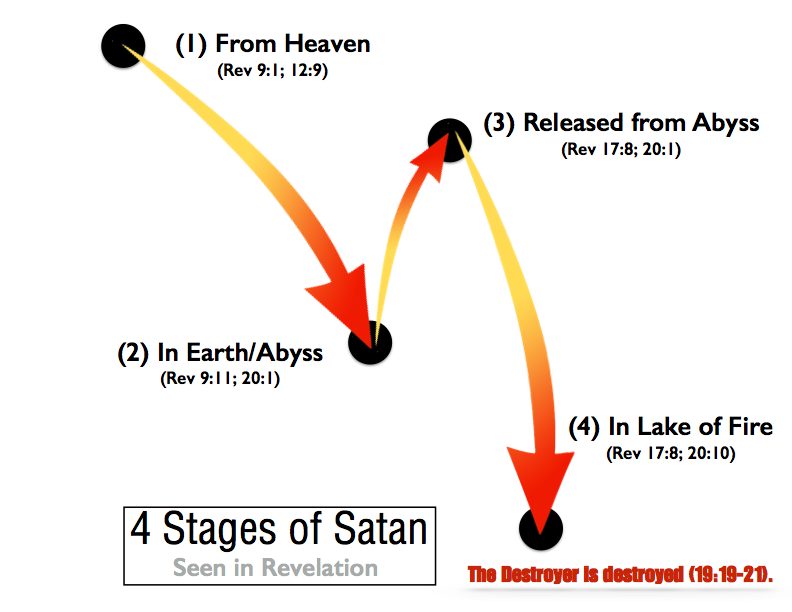 (1) From Heaven
(Rev 9:1; 12:9)
(3) Released from Abyss
(Rev 17:8; 20:1)
(2) In Earth/Abyss
(Rev 9:11; 20:1)
(4) In Lake of Fire
(Rev 17:8; 20:10)
4 Stages of Satan
Seen in Revelation
The Destroyer is destroyed (19:19-21).